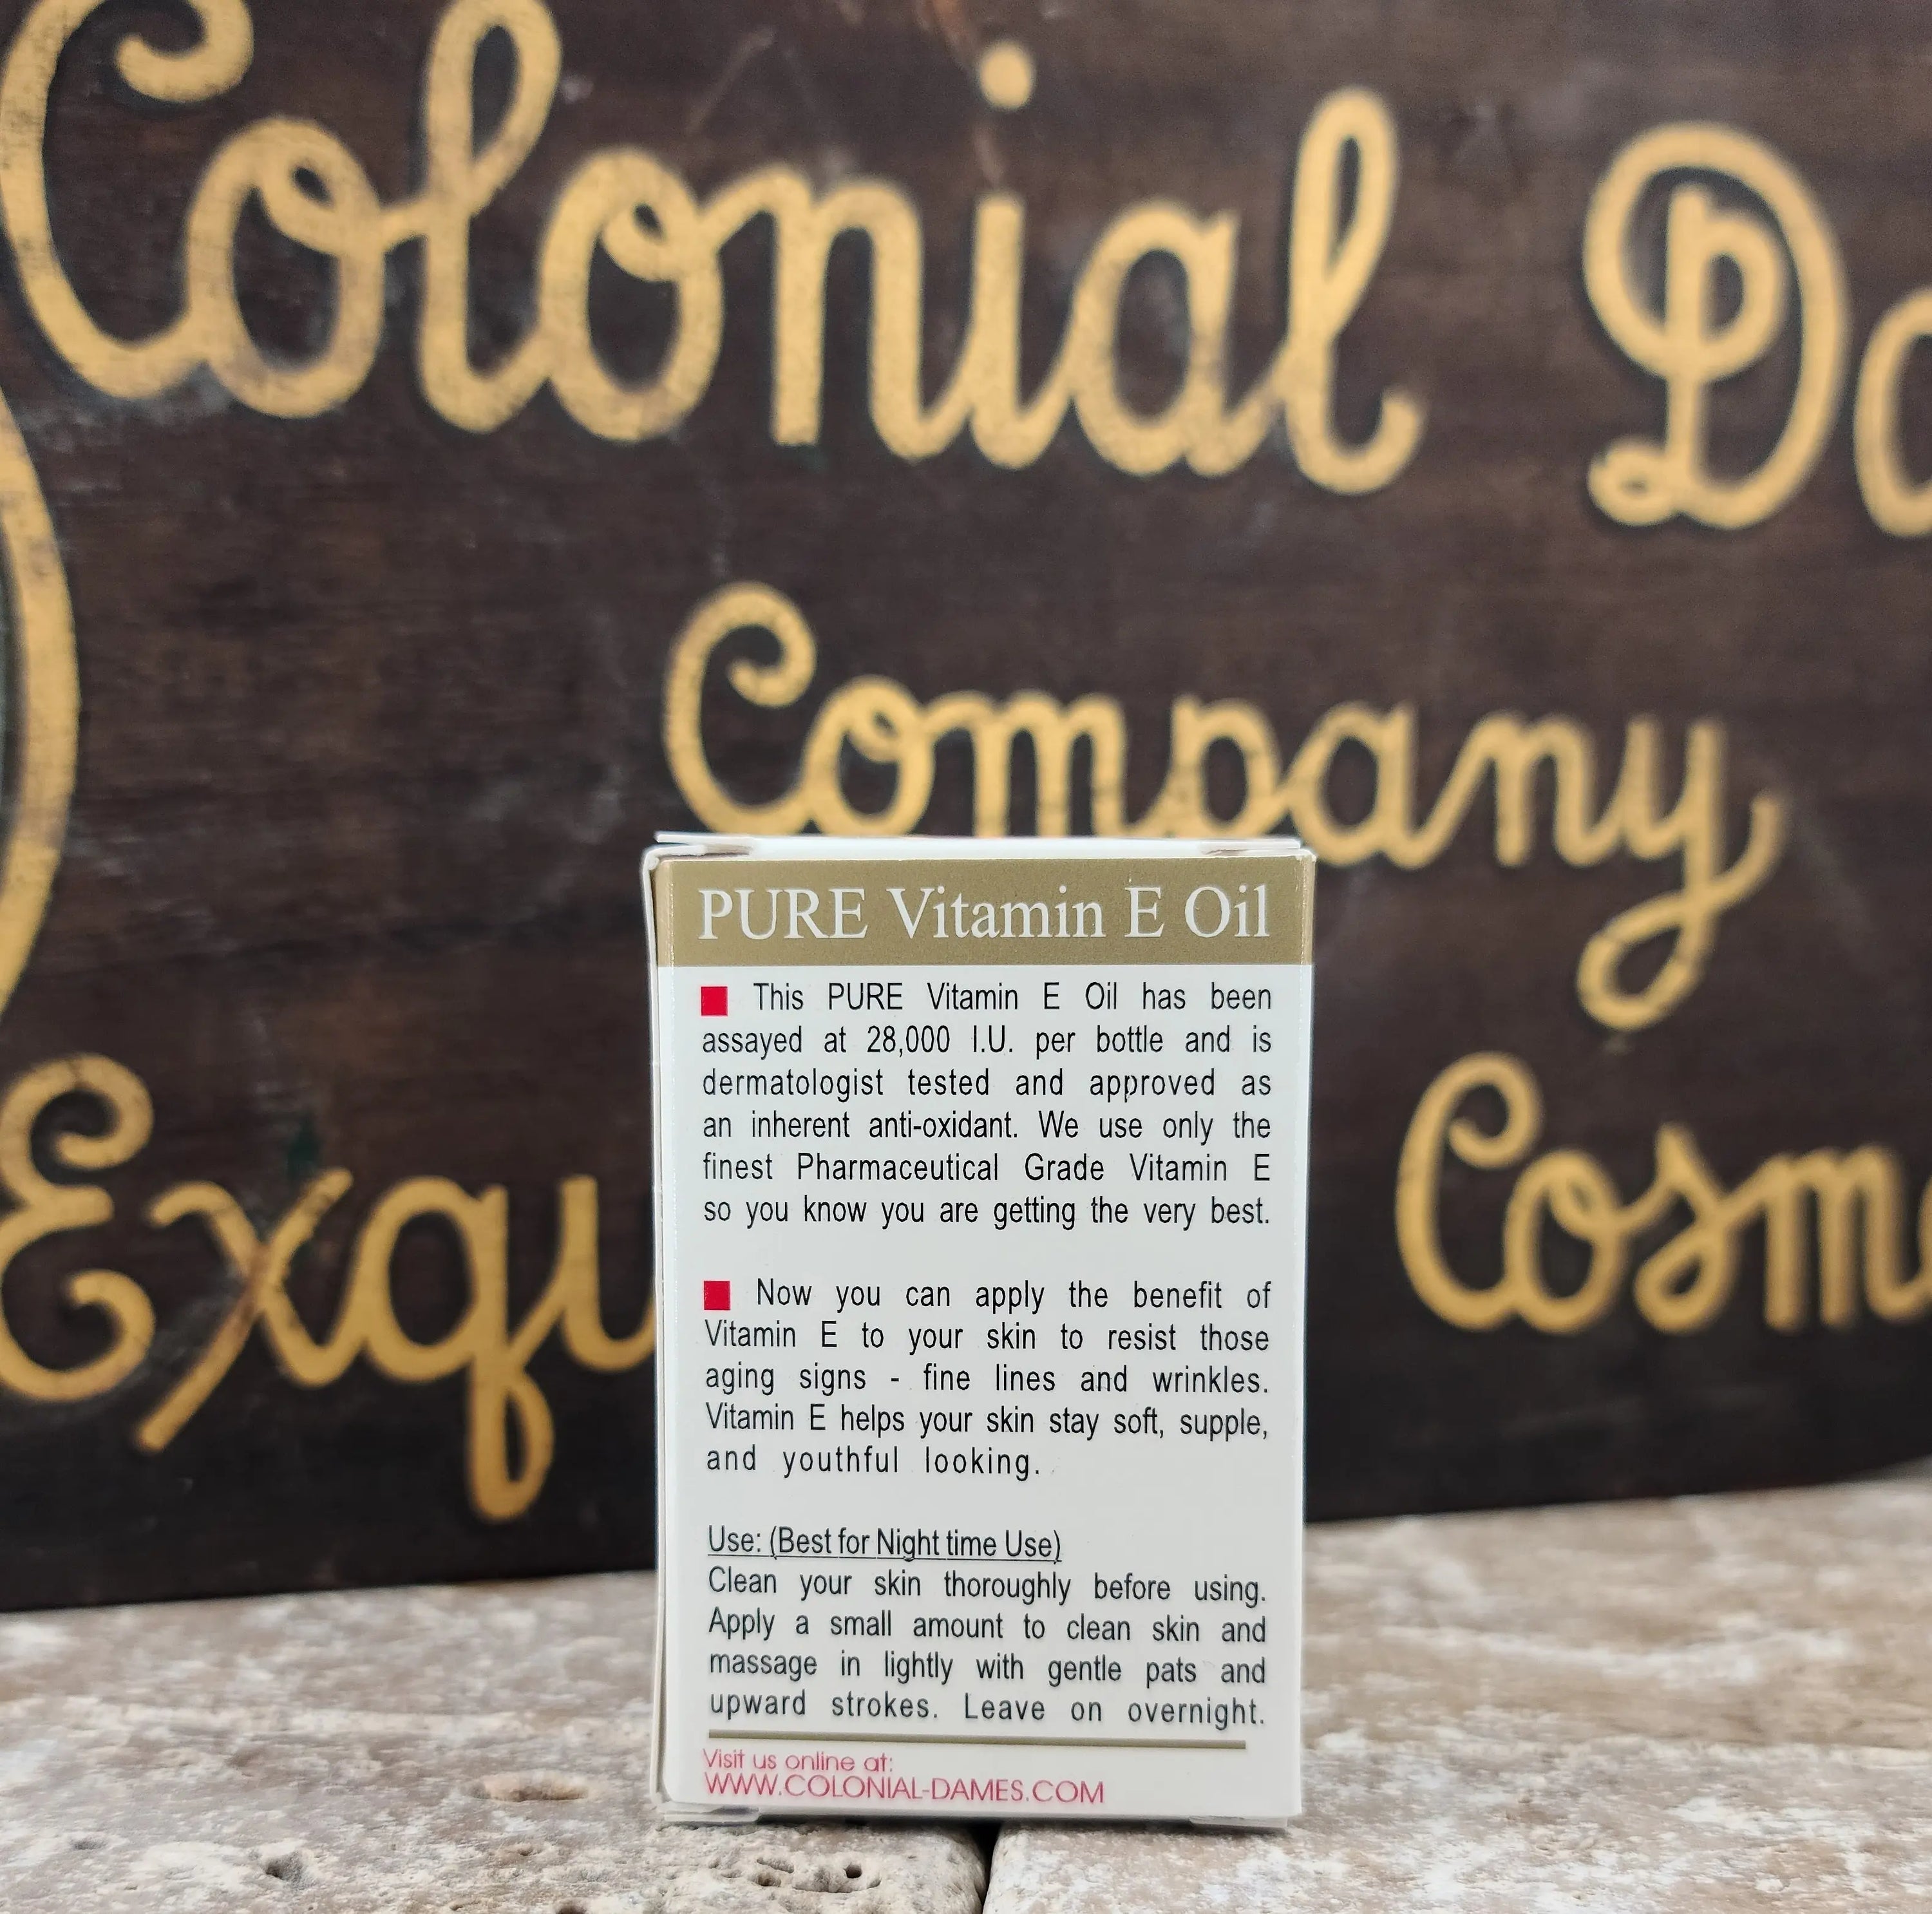 Colonial
Company
PURE Vitamin E Oil
This PURE Vitamin E Oil has been
assayed at 28,000 I.U. per bottle and is
dermatologist tested and approved as
an inherent anti-oxidant. We use only the
finest Pharmaceutical Grade Vitamin E
so you know you are getting the very best.
Now you can apply the benefit of
Vitamin E to your skin to resist those
aging signs - fine lines and wrinkles.
Vitamin E helps your skin stay soft, supple,
and youthful looking.
Use: (Best for Night time Use)
Clean your skin thoroughly before using.
Apply a small amount to clean skin and
massage in lightly with gentle pats and
upward strokes. Leave on overnight.
Visit us online at:
WWW.COLONIAL-DAMES.COM